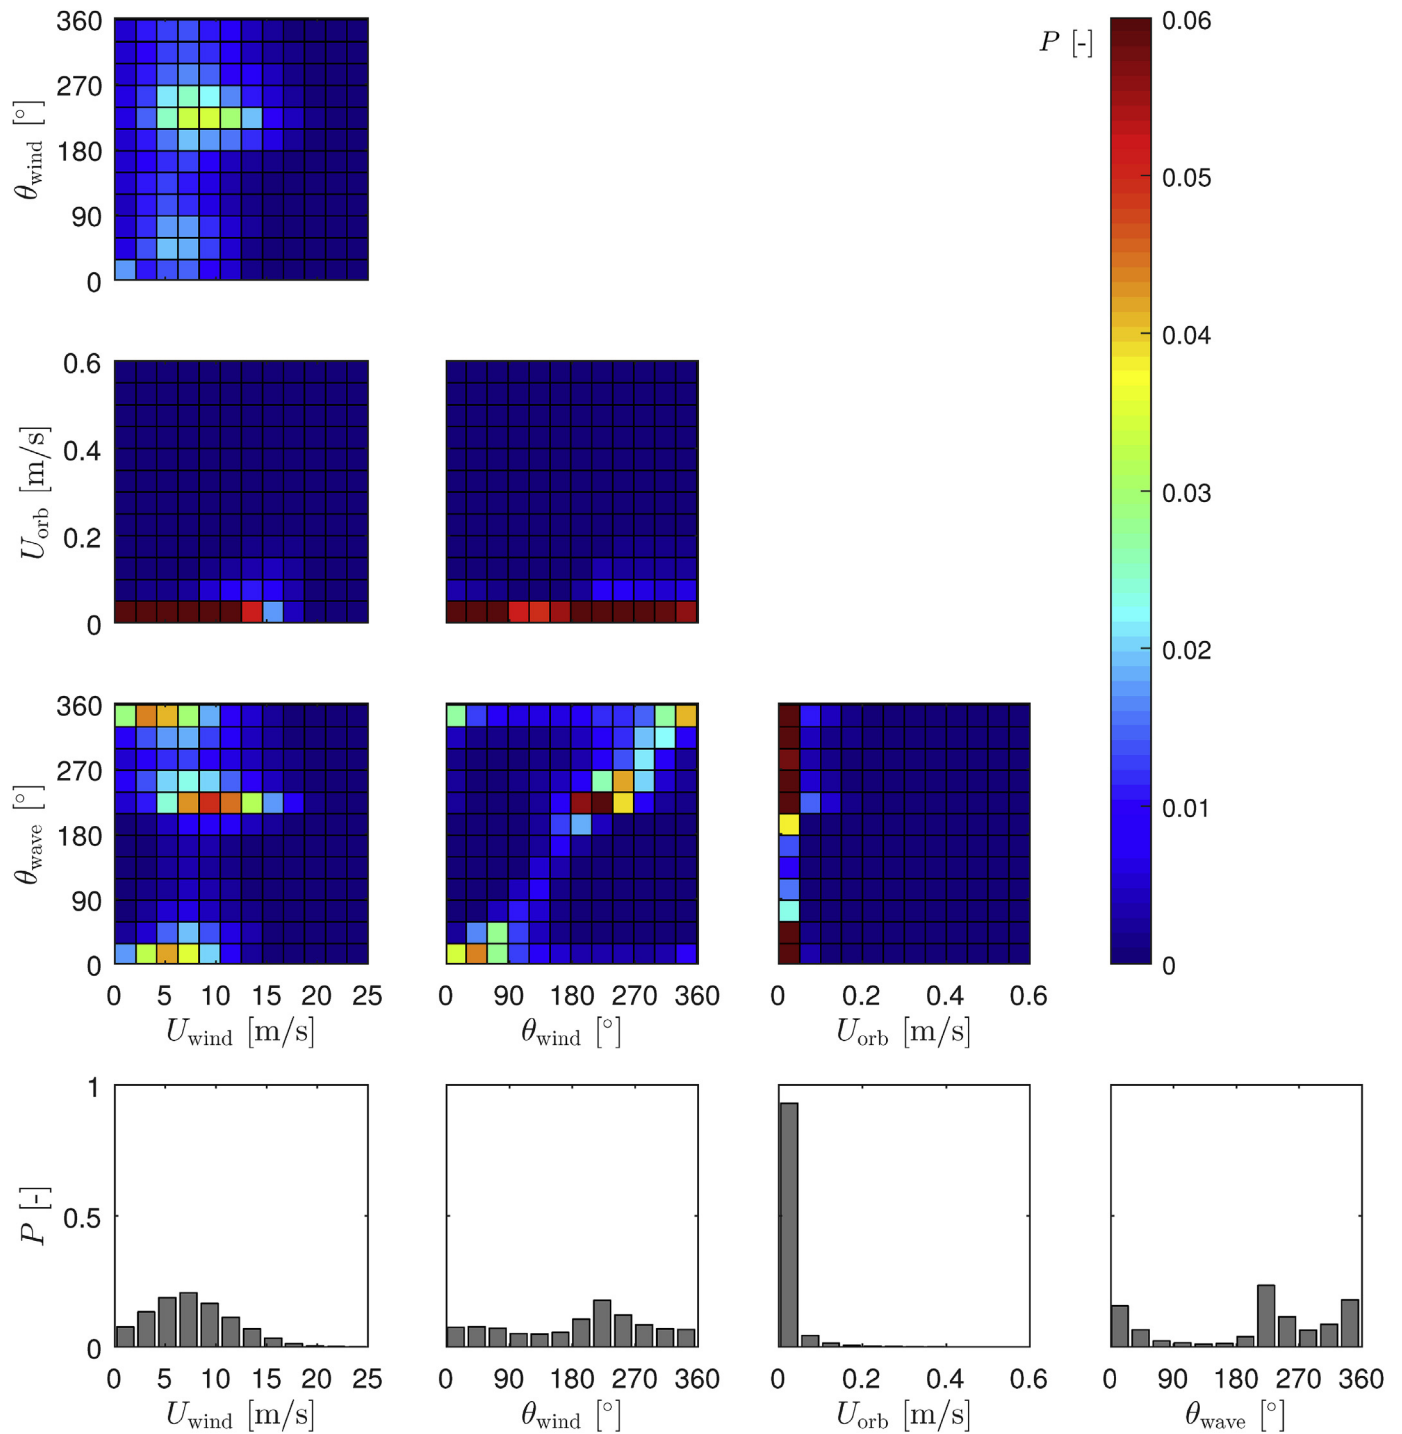 360
270
180
90
0
θwind [°]
P [-]
0.06
0.05
0.04
0.03
0.02
0.01
0
0.6
0.4
0.2
0
Uorb [m/s]
360
270
180
90
0
θwave [°]
0 5 10 15 20 25
Uwind [m/s]
0 90 180 270 360
θwind [°]
0 0.2 0.4 0.6
Uorb [m/s]
1
0.5
0
P [-]
0 5 10 15 20 25
Uwind [m/s]
0 90 180 270 360
θwind [°]
0 0.2 0.4 0.6
Uorb [m/s]
0 90 180 270 360
θwave [°]